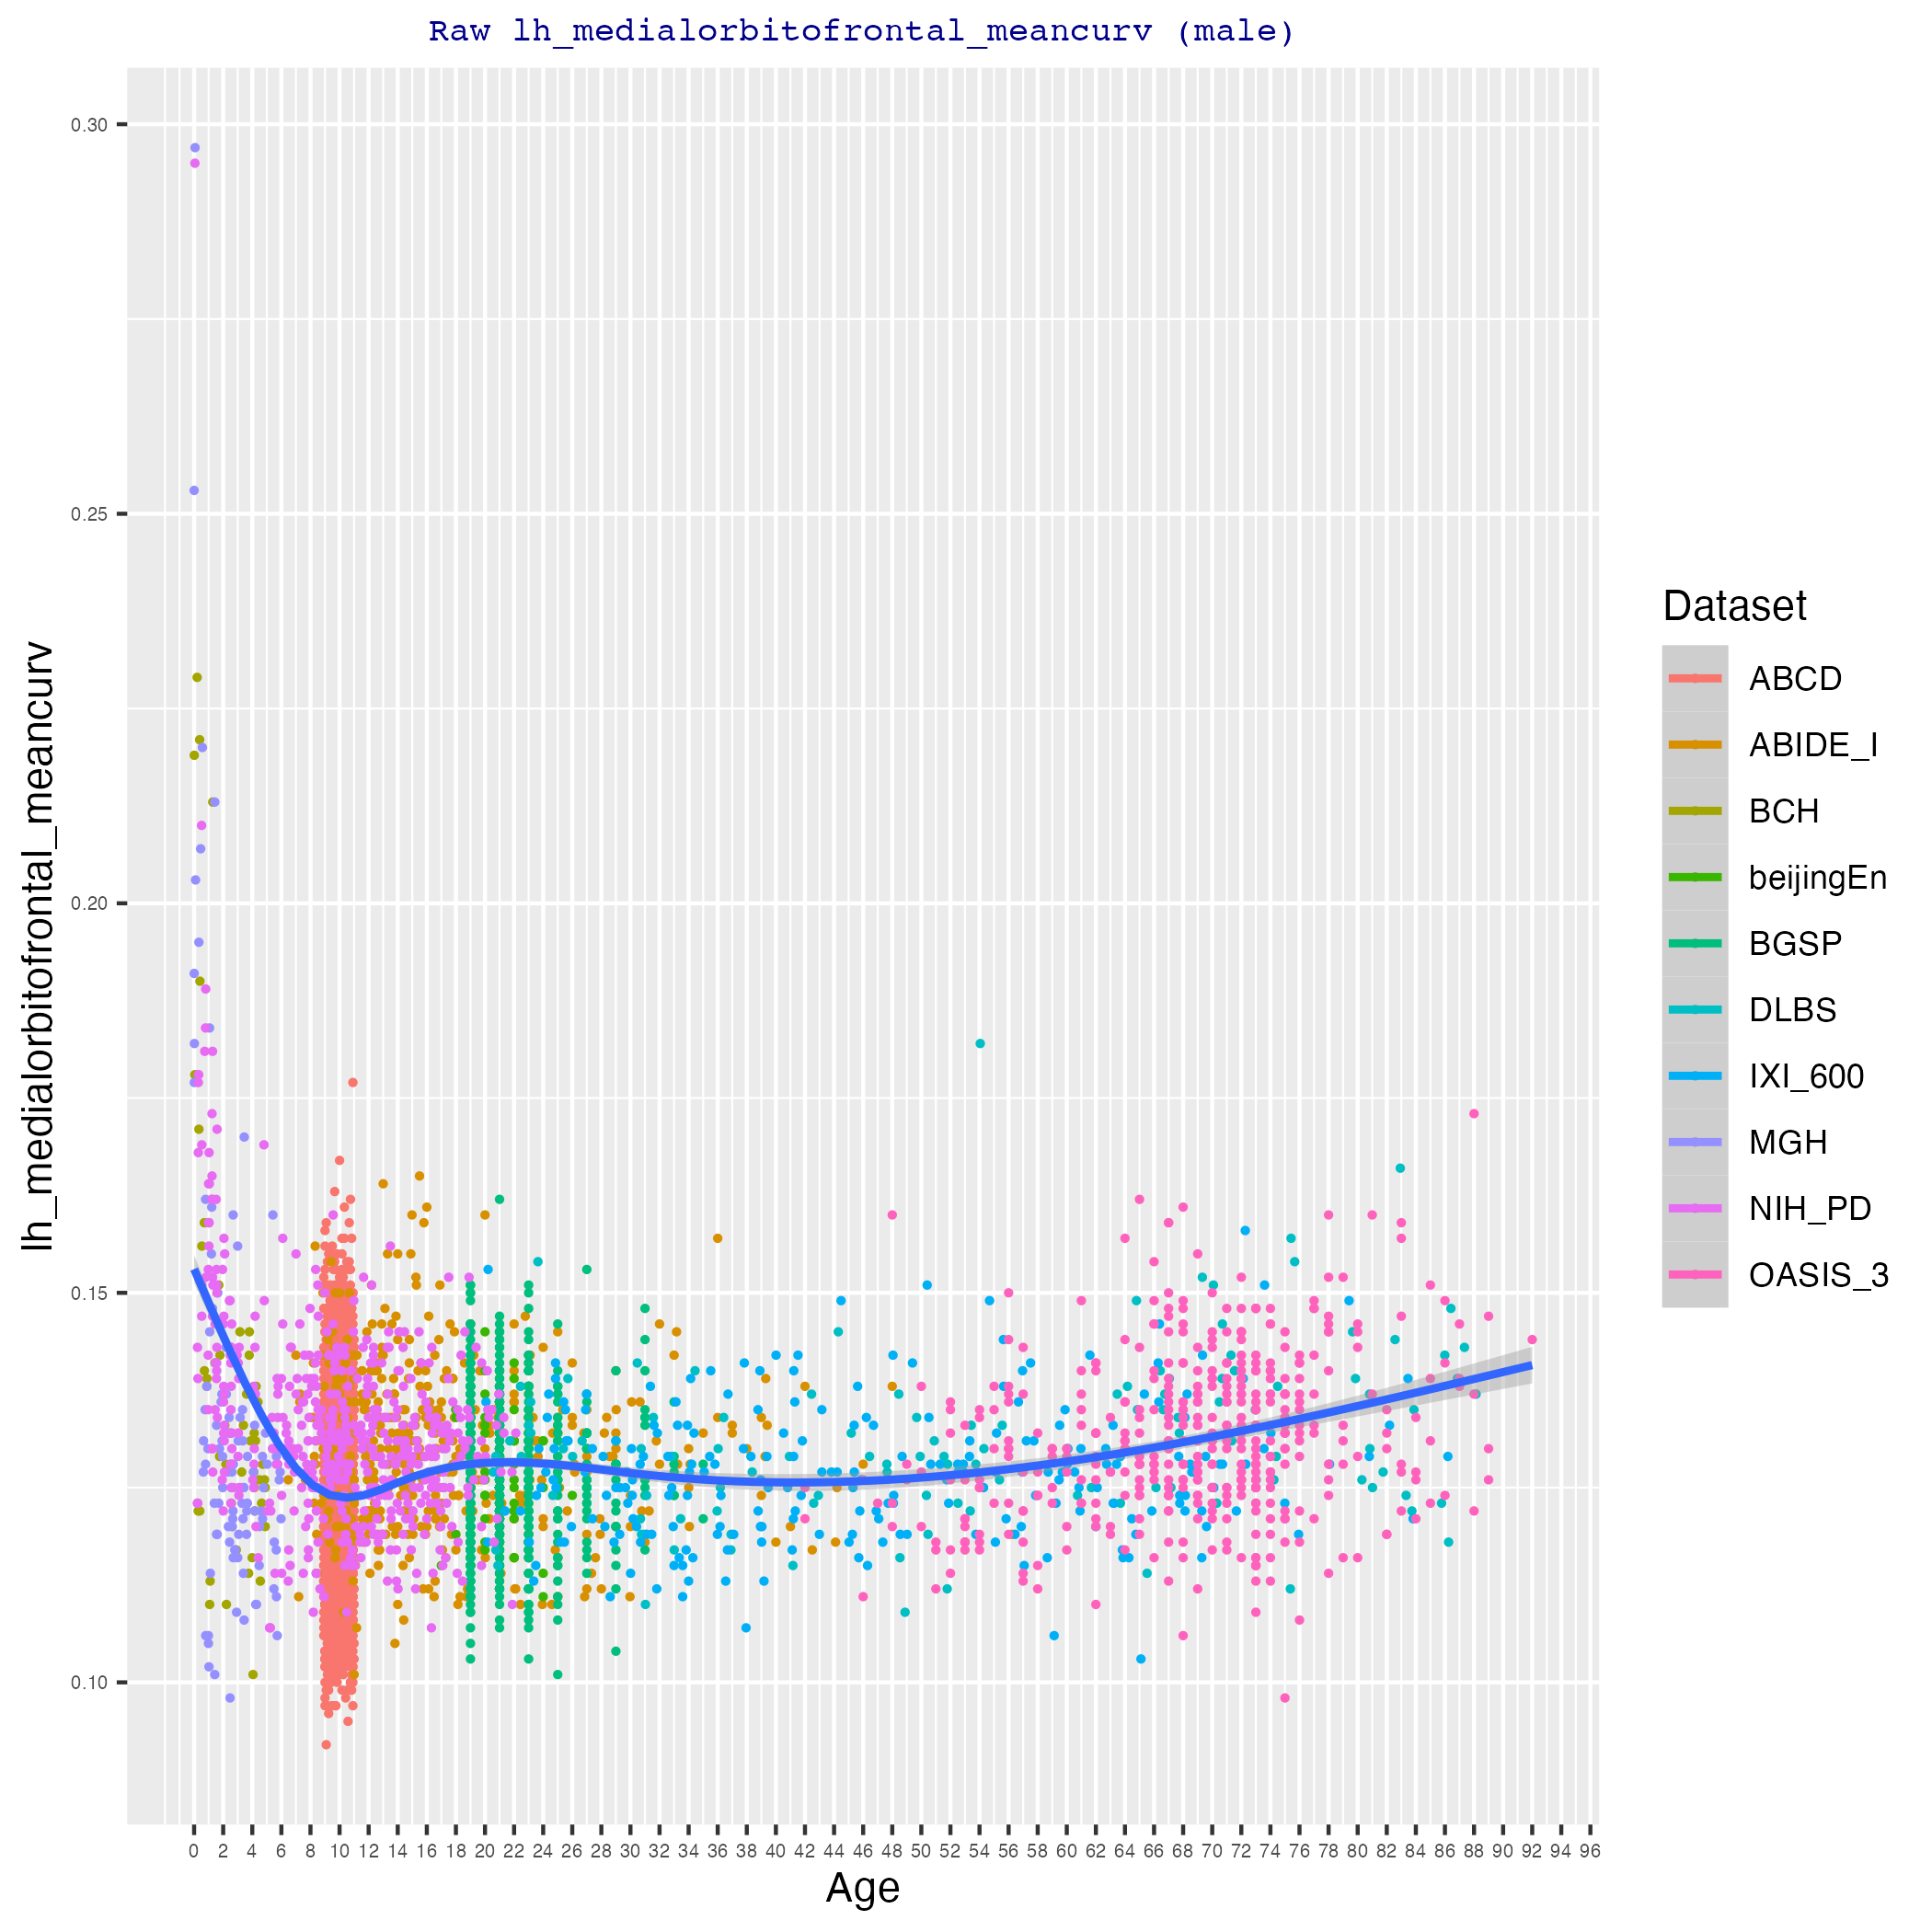 Raw lh_medialorbitofrontal_meancurv (male)
lh_medialorbitofrontal_meancurv
0.30
0.25
0.20
0.15
0.10
0 2 4 6 8 10 12 14 16 18 20 22 24 26 28 30 32 34 36 38 40 42 44 46 48 50 52 54 56 58 60 62 64 66 68 70 72 74 76 78 80 82 84 86 88 90 92 94 96
Age
Dataset
ABCD
ABIDE_I
BCH
beijingEn
BGSP
DLBS
IXI_600
MGH
NIH_PD
OASIS_3